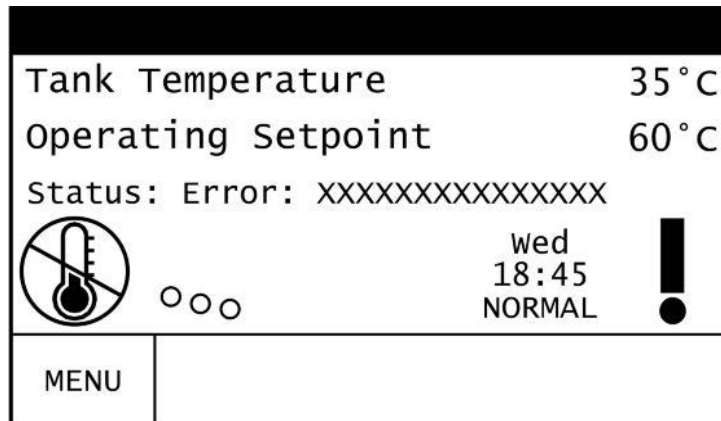 Tank Temperature 35°C
Operating Setpoint 60°C
Status: Error: XXXXXXXXXXXXXXX
Wed
18:45
NORMAL
MENU